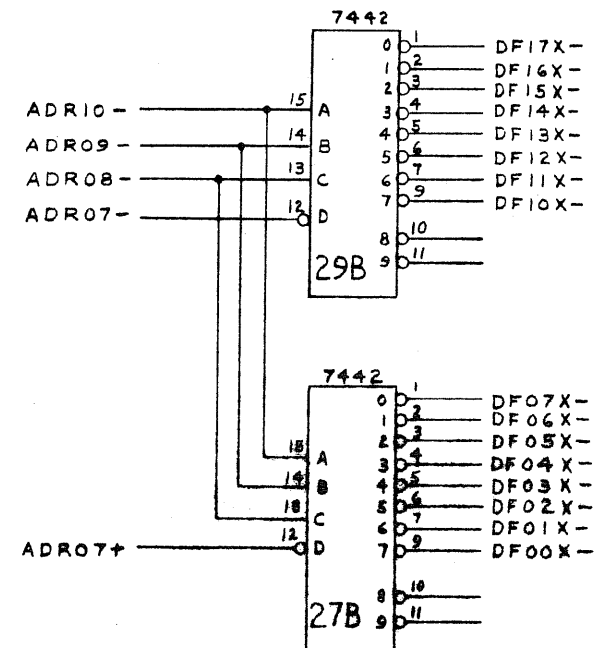 7442
0 1 DF17X-
1 2 DF16X-
2 3 DF15X-
ADR10- 15 A 3 4 DF14X-
4 5 DF13X-
ADR09- 14 B 5 6 DF12X-
ADR08- 13 C 6 7 DF11X-
ADR07- 12 D 7 9 DF10X-
8 10
29B 9 11
7442
0 1 DF07X-
1 2 DF06X-
2 3 DF05X-
15 A 3 4 DF04X-
14 B 4 5 DF03X-
5 6 DF02X-
18 C 6 7 DF01X-
ADR07+ 12 D 7 9 DF00X-
8 10
27B 9 11